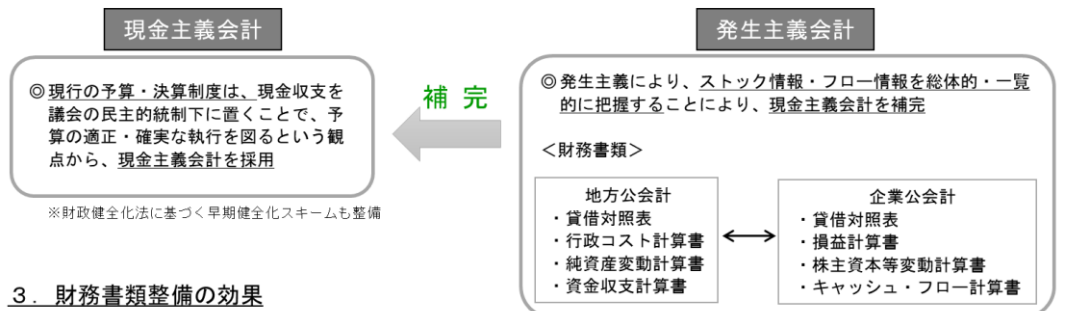 現金主義会計
◎現行の予算・決算制度は、現金収支を
議会の民主的統制下に置くことで、予
算の適正・確実な執行を図るという観
点から、現金主義会計を採用
※財政健全化法に基づく早期健全化スキームも整備
補完
発生主義会計
◎発生主義により、ストック情報・フロー情報を総体的・一覧
的に把握することにより、現金主義会計を補完
＜財務書類＞
地方公会計
・貸借対照表
・行政コスト計算書
・純資産変動計算書
・資金収支計算書
企業公会計
・貸借対照表
・損益計算書
・株主資本等変動計算書
・キャッシュ・フロー計算書
３．財務書類整備の効果